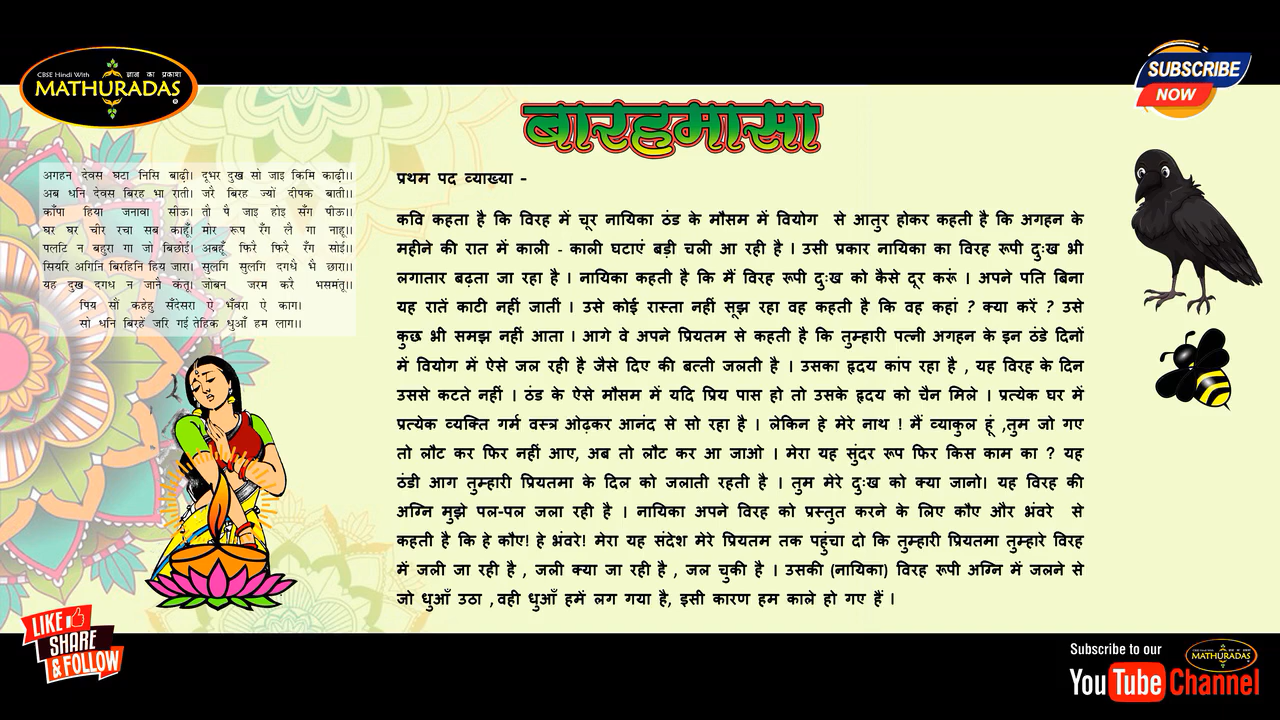 CBSE Hindi With ज्ञान का प्रकाश
MATHURADAS
SUBSCRIBE
NOW
बारहमासा
अगहन देवस घटा निसि बाढ़ी। दूभर दुख सो जाइ किमि काढ़ी।।
अब धनि देवस बिरह भा राती। जरै बिरह ज्यों दीपक बाती।।
काँपा हिया जनावा सीऊ। तौ पै जाइ होइ सँग पीऊ।।
घर घर चीर रचा सब काहूँ। मोर रूप रँग लै गा नाहू।।
पलटि न बहुरा गा जो बिछोई। अबहूँ फिरै फिरै रँग सोई।।
सियरि अगिनि बिरहिनि हिय जारा। सुलगि सुलगि दगधै भै छारा।।
यह दुख दगध न जानै कंतू। जोबन जरम करै भसमंतू।।
पिय सौं कहेहु सँदेसरा ऐ भँवरा ऐ काग।
सो धनि बिरहें जरि गई तेहिक धुआँ हम लाग।।
प्रथम पद व्याख्या -
कवि कहता है कि विरह में चूर नायिका ठंड के मौसम में वियोग से आतुर होकर कहती है कि अगहन के
महीने की रात में काली - काली घटाएं बड़ी चली आ रही है । उसी प्रकार नायिका का विरह रूपी दुःख भी
लगातार बढ़ता जा रहा है । नायिका कहती है कि मैं विरह रूपी दुःख को कैसे दूर करूं । अपने पति बिना
यह रातें काटी नहीं जातीं । उसे कोई रास्ता नहीं सूझ रहा वह कहती है कि वह कहां ? क्या करें ? उसे
कुछ भी समझ नहीं आता । आगे वे अपने प्रियतम से कहती है कि तुम्हारी पत्नी अगहन के इन ठंडे दिनों
में वियोग में ऐसे जल रही है जैसे दिए की बत्ती जलती है । उसका हृदय कांप रहा है , यह विरह के दिन
उससे कटते नहीं । ठंड के ऐसे मौसम में यदि प्रिय पास हो तो उसके हृदय को चैन मिले । प्रत्येक घर में
प्रत्येक व्यक्ति गर्म वस्त्र ओढ़कर आनंद से सो रहा है । लेकिन हे मेरे नाथ ! मैं व्याकुल हूं ,तुम जो गए
तो लौट कर फिर नहीं आए, अब तो लौट कर आ जाओ । मेरा यह सुंदर रूप फिर किस काम का ? यह
ठंडी आग तुम्हारी प्रियतमा के दिल को जलाती रहती है । तुम मेरे दुःख को क्या जानो। यह विरह की
अग्नि मुझे पल-पल जला रही है । नायिका अपने विरह को प्रस्तुत करने के लिए कौए और भंवरे से
कहती है कि हे कौए! हे भंवरे! मेरा यह संदेश मेरे प्रियतम तक पहुंचा दो कि तुम्हारी प्रियतमा तुम्हारे विरह
में जली जा रही है , जली क्या जा रही है , जल चुकी है । उसकी (नायिका) विरह रूपी अग्नि में जलने से
जो धुआँ उठा ,वही धुआँ हमें लग गया है, इसी कारण हम काले हो गए हैं ।
LIKE
SHARE
& FOLLOW
Subscribe to our
MATHURADAS
YouTube Channel